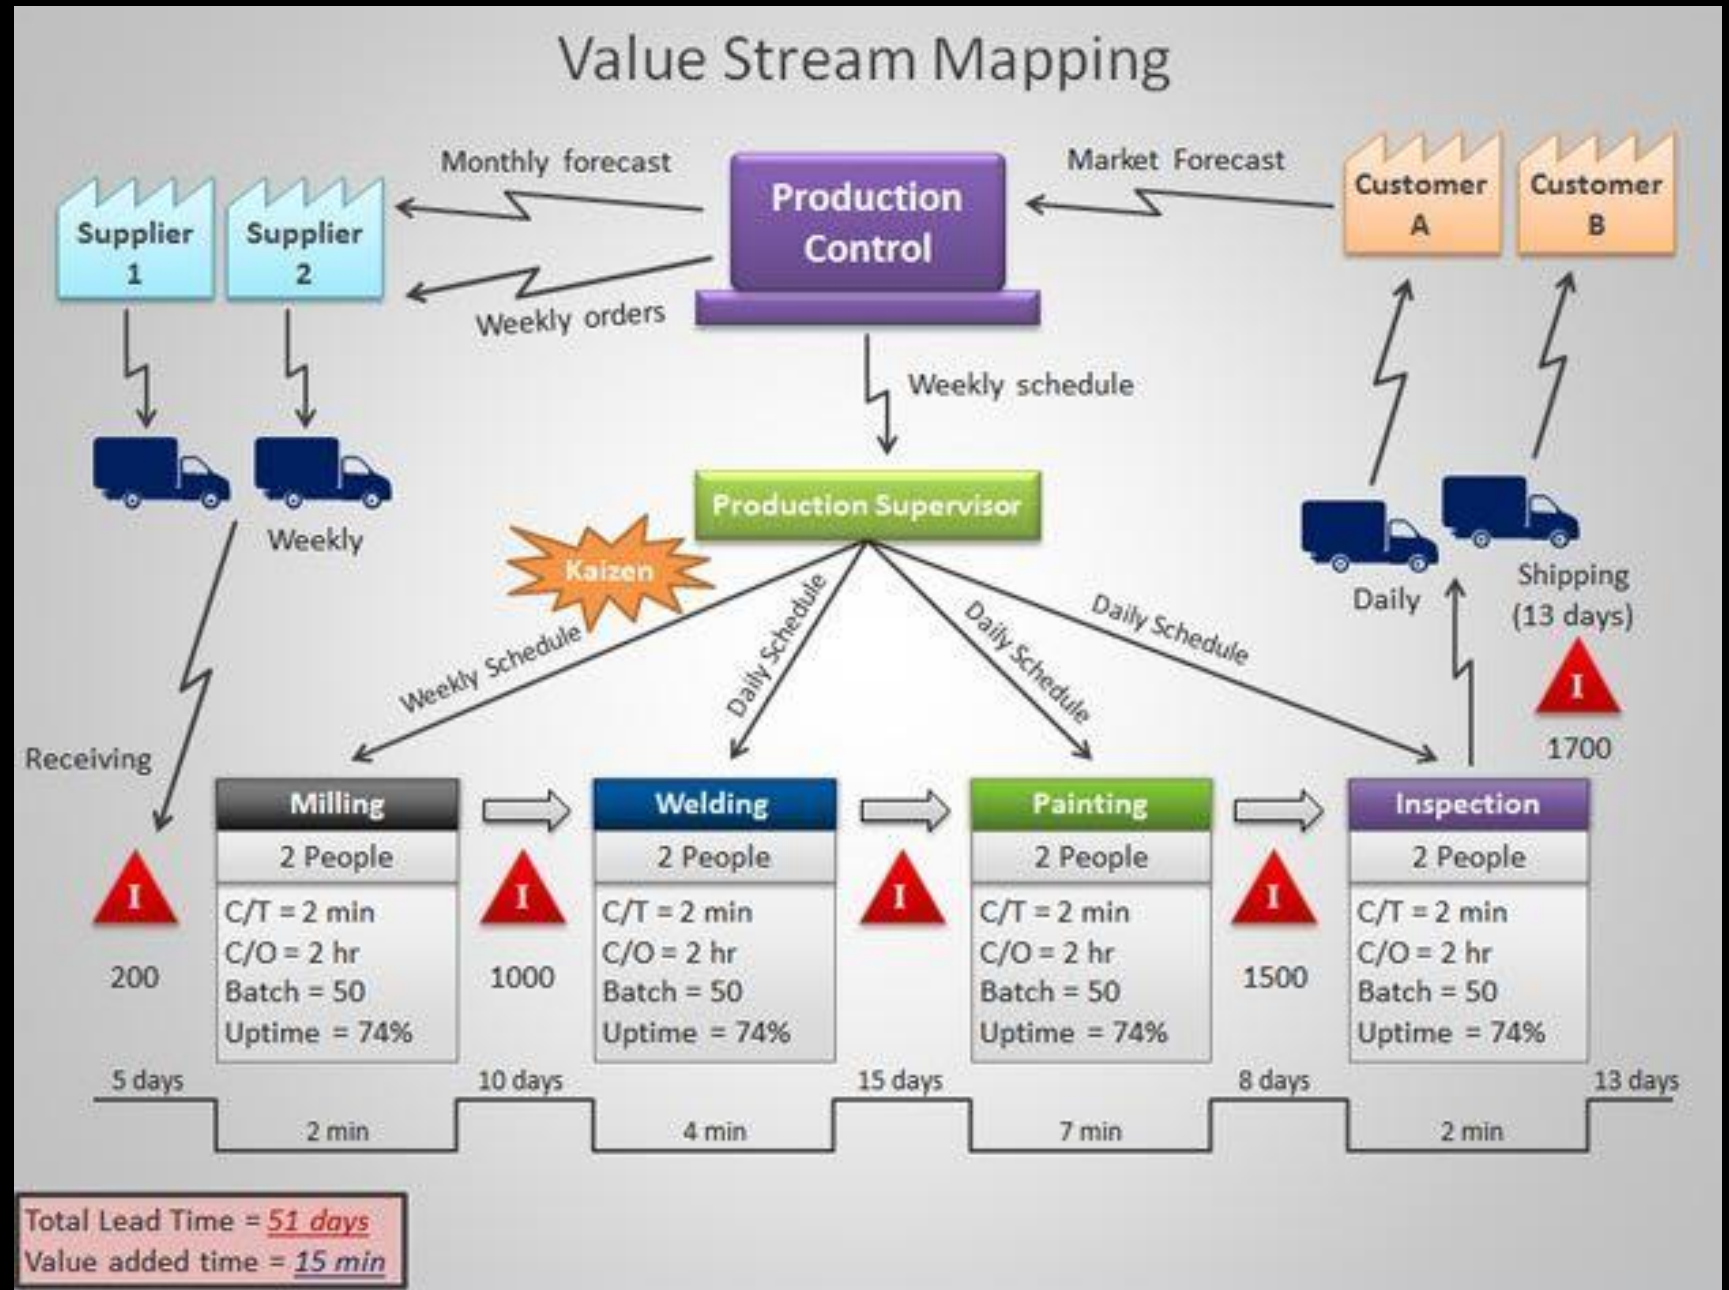 Value Stream Mapping
Monthly forecast
Production
Control
Market Forecast
Customer
A
Customer
B
Supplier
1
Supplier
2
Weekly orders
Weekly schedule
Production Supervisor
Weekly
Kaizen
Daily
Shipping
(13 days)
I
1700
Weekly Schedule
Daily Schedule
Daily Schedule
Daily Schedule
Receiving
I
200
Milling
2 People
C/T = 2 min
C/O = 2 hr
Batch = 50
Uptime = 74%
I
1000
Welding
2 People
C/T = 2 min
C/O = 2 hr
Batch = 50
Uptime = 74%
I
Painting
2 People
C/T = 2 min
C/O = 2 hr
Batch = 50
Uptime = 74%
I
1500
Inspection
2 People
C/T = 2 min
C/O = 2 hr
Batch = 50
Uptime = 74%
5 days
10 days
15 days
8 days
13 days
2 min
4 min
7 min
2 min
Total Lead Time = 51 days
Value added time = 15 min